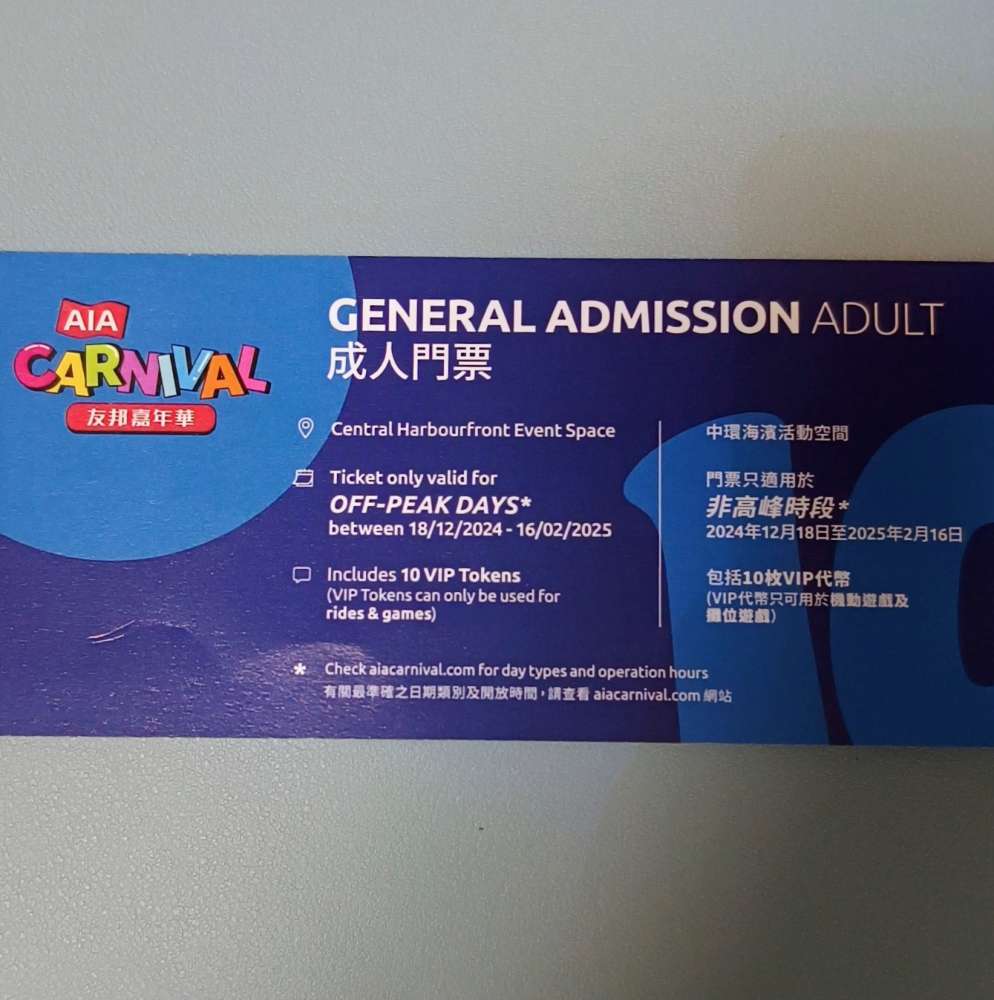 AIA
CARNIVAL
友邦嘉年華
GENERAL ADMISSION ADULT
成人門票
Central Harbourfront Event Space
Ticket only valid for
OFF-PEAK DAYS*
between 18/12/2024 - 16/02/2025
Includes 10 VIP Tokens
(VIP Tokens can only be used for
rides & games)
中環海濱活動空間
門票只適用於
非高峰時段*
2024年12月18日至2025年2月16日
包括10枚VIP代幣
(VIP代幣只可用於機動遊戲及
攤位遊戲)
* Check aiacarnival.com for day types and operation hours
有關最準確之日期類別及開放時間，請查看 aiacarnival.com 網站
10